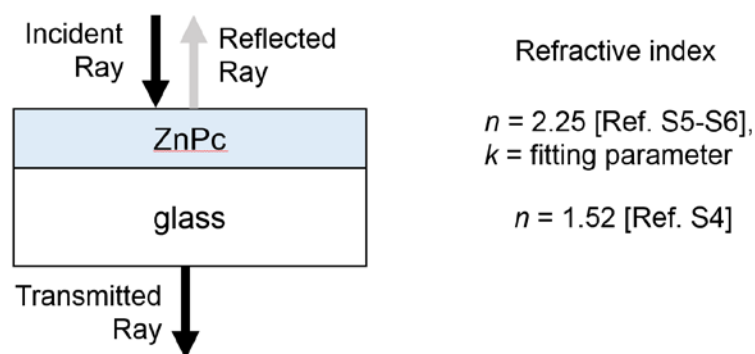 Incident
Ray
Reflected
Ray
ZnPc
glass
Transmitted
Ray
Refractive index
n = 2.25 [Ref. S5-S6],
k = fitting parameter
n = 1.52 [Ref. S4]